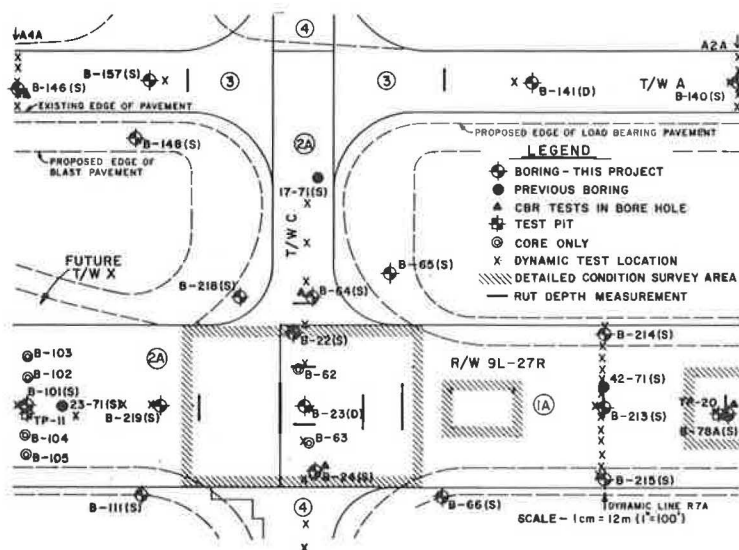 A4A
4
A2A
B-157(S)
3
3
B-141(D)
T/W A
B-140(S)
B-146(S)
EXISTING EDGE OF PAVEMENT
B-148(S)
2A
PROPOSED EDGE OF LOAD BEARING PAVEMENT
PROPOSED EDGE OF
BLAST PAVEMENT
LEGEND
BORING - THIS PROJECT
PREVIOUS BORING
CBR TESTS IN BORE HOLE
TEST PIT
CORE ONLY
DYNAMIC TEST LOCATION
DETAILED CONDITION SURVEY AREA
RUT DEPTH MEASUREMENT
17-71(S)
T/W C
FUTURE
T/W X
B-218(S)
B-64(S)
B-65(S)
B-22(S)
B-214(S)
B-103
B-102
2A
B-62
R/W 9L-27R
42-71(S)
B-101(S)
23-71(S)
TP-11
B-219(S)
B-23(D)
1A
B-213(S)
TP-20
B-78A(S)
B-104
B-105
B-63
B-24(S)
B-215(S)
B-111(S)
4
B-66(S)
DYNAMIC LINE R7A
SCALE - 1cm = 12m (1"=100')